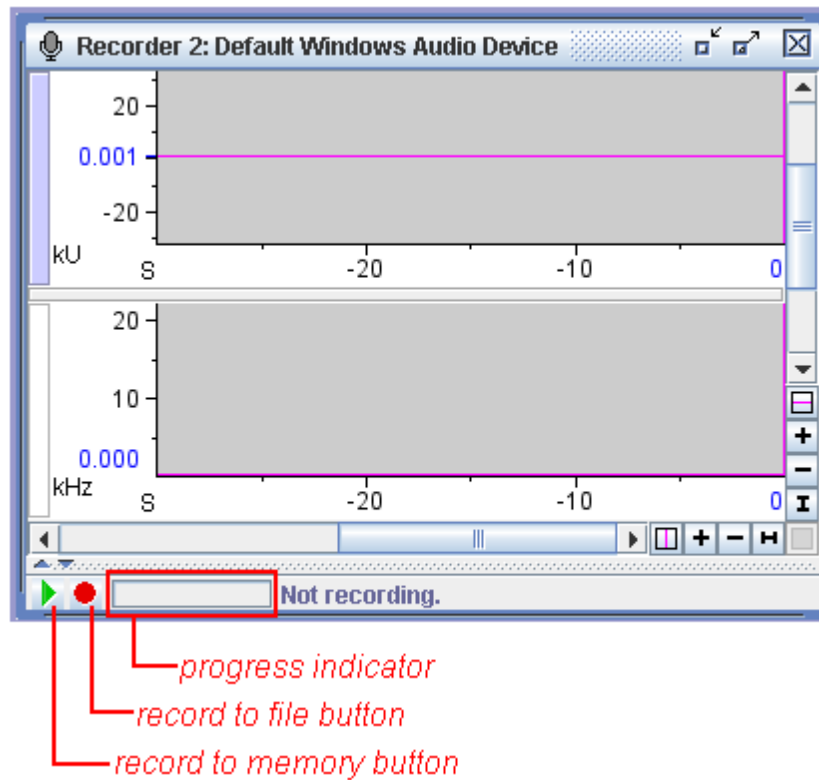 Recorder 2: Default Windows Audio Device
20
0.001
-20
kU
S -20 -10 0
20
10
0.000
kHz
S -20 -10 0
Not recording.
progress indicator
record to file button
record to memory button